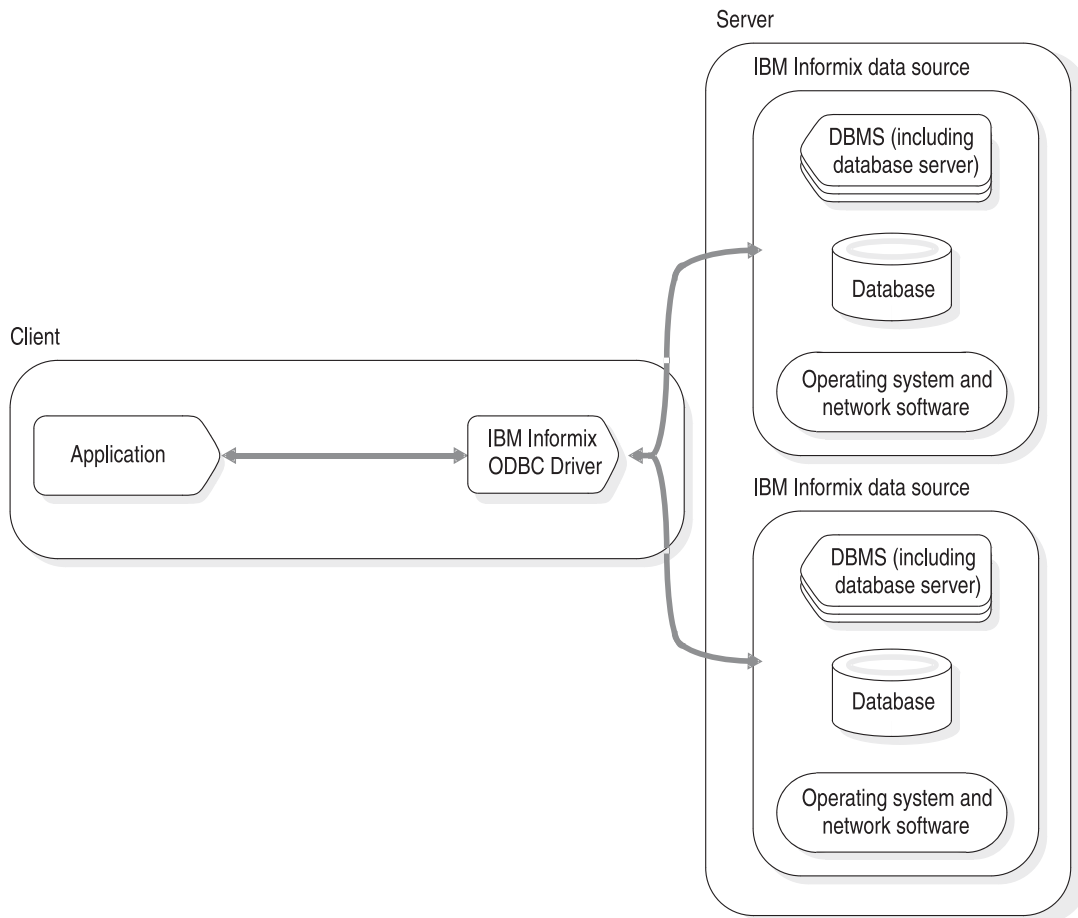 Server
IBM Informix data source
DBMS (including
database server)
Database
Operating system and
network software
Client
Application
IBM Informix
ODBC Driver
IBM Informix data source
DBMS (including
database server)
Database
Operating system and
network software